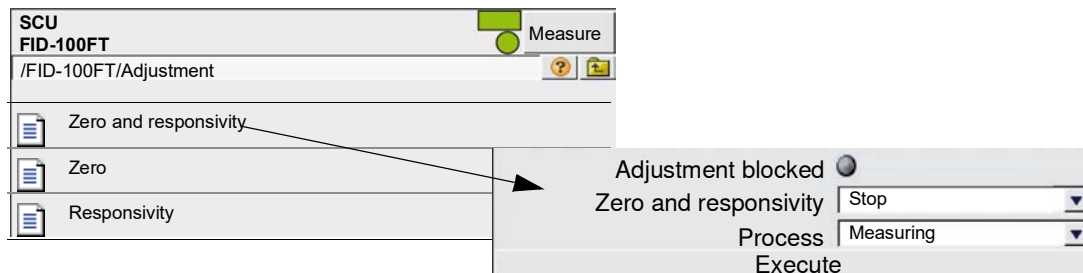 SCU
FID-100FT
Measure
/FID-100FT/Adjustment
?
Zero and responsivity
Zero
Responsivity
Adjustment blocked
Zero and responsivity Stop
Process Measuring
Execute